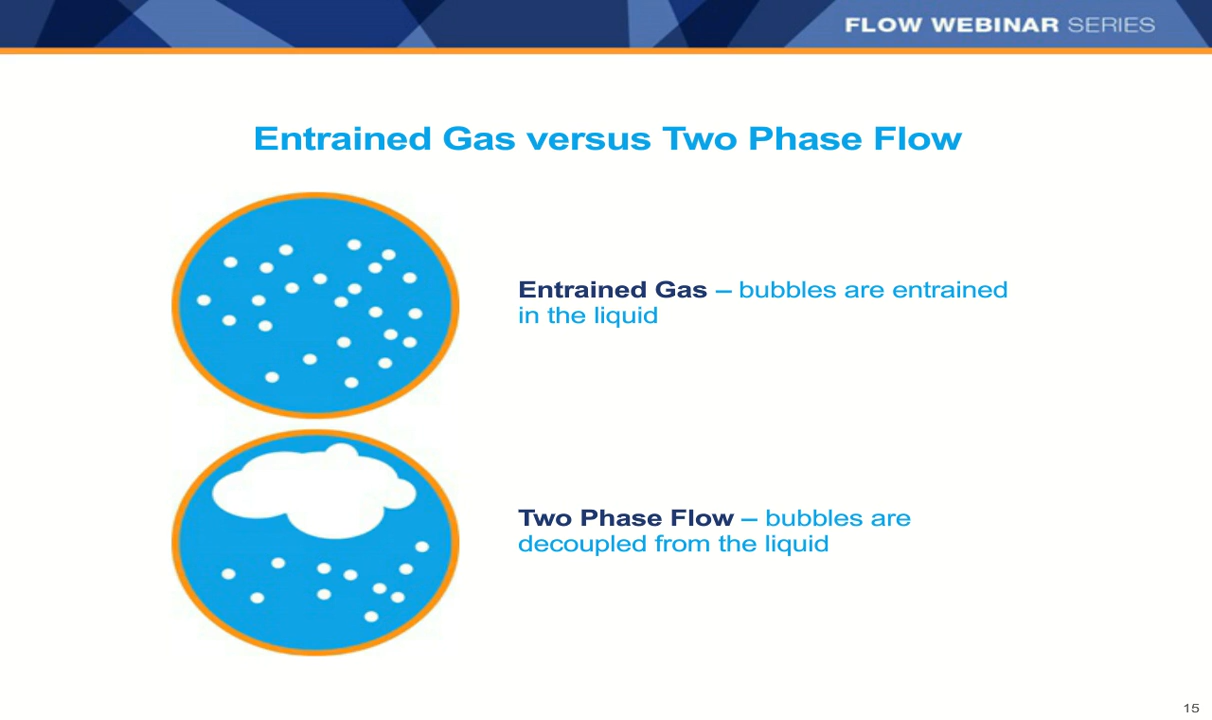 FLOW WEBINAR SERIES
Entrained Gas versus Two Phase Flow
Entrained Gas – bubbles are entrained
in the liquid
Two Phase Flow – bubbles are
decoupled from the liquid
15